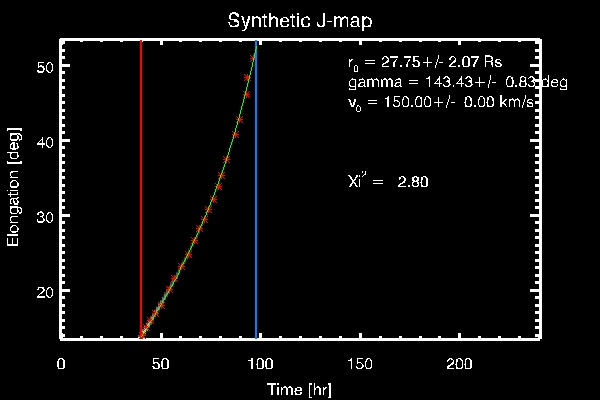 Synthetic J-map
r₀ = 27.75+/- 2.07 Rs
gamma = 143.43+/- 0.83 deg
v₀ = 150.00+/- 0.00 km/s
Xi² = 2.80
Elongation [deg]
50
40
30
20
0 50 100 150 200
Time [hr]